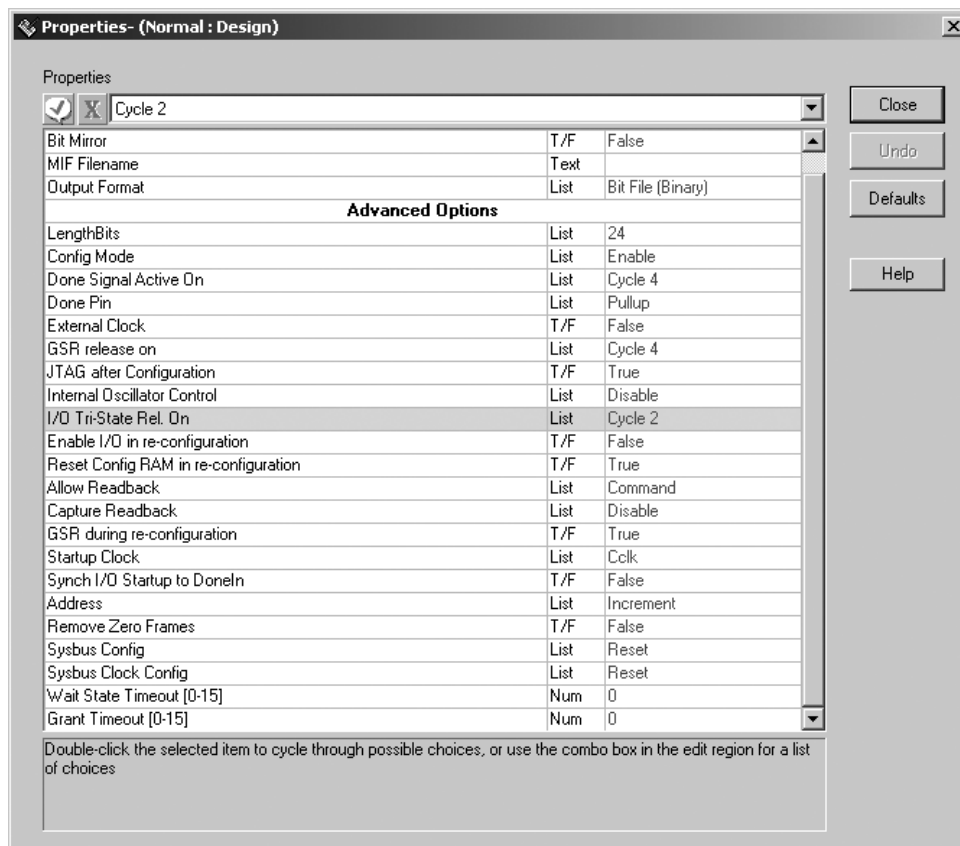 Properties- (Normal : Design)
Properties
Cycle 2
Close
Undo
Defaults
Help
Bit Mirror T/F False
MIF Filename Text
Output Format List Bit File (Binary)
Advanced Options
LengthBits List 24
Config Mode List Enable
Done Signal Active On List Cycle 4
Done Pin List Pullup
External Clock T/F False
GSR release on List Cycle 4
JTAG after Configuration T/F True
Internal Oscillator Control List Disable
I/O Tri-State Rel. On List Cycle 2
Enable I/O in re-configuration T/F False
Reset Config RAM in re-configuration T/F True
Allow Readback List Command
Capture Readback List Disable
GSR during re-configuration T/F True
Startup Clock List Cclk
Synch I/O Startup to DoneIn T/F False
Address List Increment
Remove Zero Frames T/F False
Sysbus Config List Reset
Sysbus Clock Config List Reset
Wait State Timeout [0-15] Num 0
Grant Timeout [0-15] Num 0
Double-click the selected item to cycle through possible choices, or use the combo box in the edit region for a list
of choices